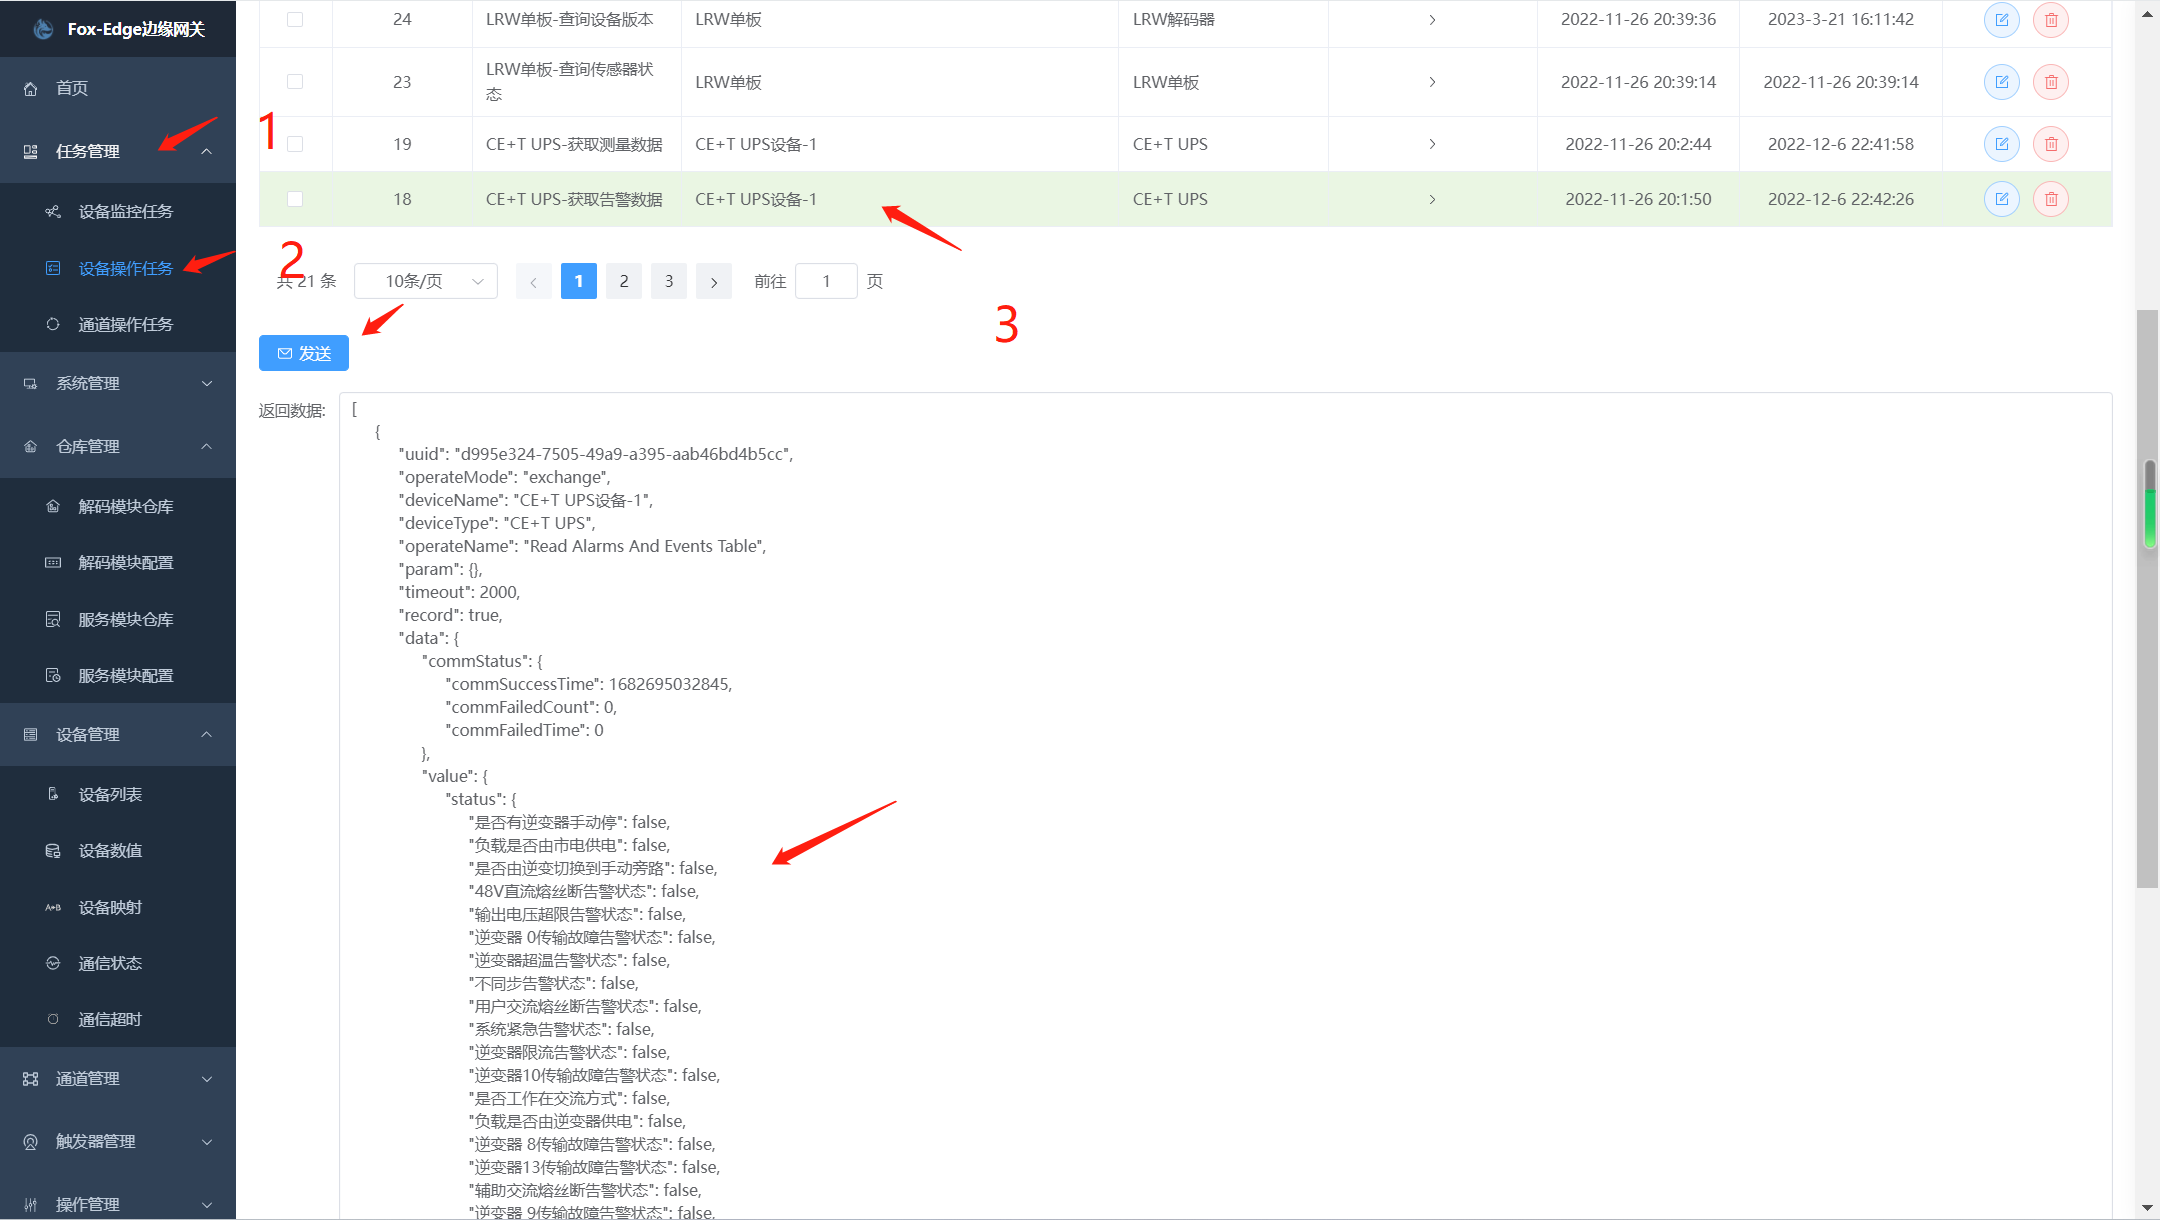 Fox-Edge边缘网关
首页
任务管理
设备监控任务
设备操作任务
通道操作任务
系统管理
仓库管理
解码模块仓库
解码模块配置
服务模块仓库
服务模块配置
设备管理
设备列表
设备数值
设备映射
通信状态
通信超时
通道管理
触发器管理
操作管理
24 LRW单板-查询设备版本 LRW单板 LRW解码器 2022-11-26 20:39:36 2023-3-21 16:11:42
23 LRW单板-查询传感器状态 LRW单板 LRW单板 2022-11-26 20:39:14 2022-11-26 20:39:14
19 CE+T UPS-获取测量数据 CE+T UPS设备-1 CE+T UPS 2022-11-26 20:2:44 2022-12-6 22:41:58
18 CE+T UPS-获取告警数据 CE+T UPS设备-1 CE+T UPS 2022-11-26 20:1:50 2022-12-6 22:42:26
1
2
3
共 21 条 10条/页 1 2 3 前往 1 页
发送
返回数据:
[
{
"uuid": "d995e324-7505-49a9-a395-aab46bd4b5cc",
"operateMode": "exchange",
"deviceName": "CE+T UPS设备-1",
"deviceType": "CE+T UPS",
"operateName": "Read Alarms And Events Table",
"param": {},
"timeout": 2000,
"record": true,
"data": {
"commStatus": {
"commSuccessTime": 1682695032845,
"commFailedCount": 0,
"commFailedTime": 0
},
"value": {
"status": {
"是否有逆变器手动停": false,
"负载是否由市电供电": false,
"是否由逆变切换到手动旁路": false,
"48V直流熔丝断告警状态": false,
"输出电压超限告警状态": false,
"逆变器 0传输故障告警状态": false,
"逆变器超温告警状态": false,
"不同步告警状态": false,
"用户交流熔丝断告警状态": false,
"系统紧急告警状态": false,
"逆变器限流告警状态": false,
"逆变器10传输故障告警状态": false,
"是否工作在交流方式": false,
"负载是否由逆变器供电": false,
"逆变器 8传输故障告警状态": false,
"逆变器13传输故障告警状态": false,
"辅助交流熔丝断告警状态": false,
"逆变器 9传输故障告警状态": false,